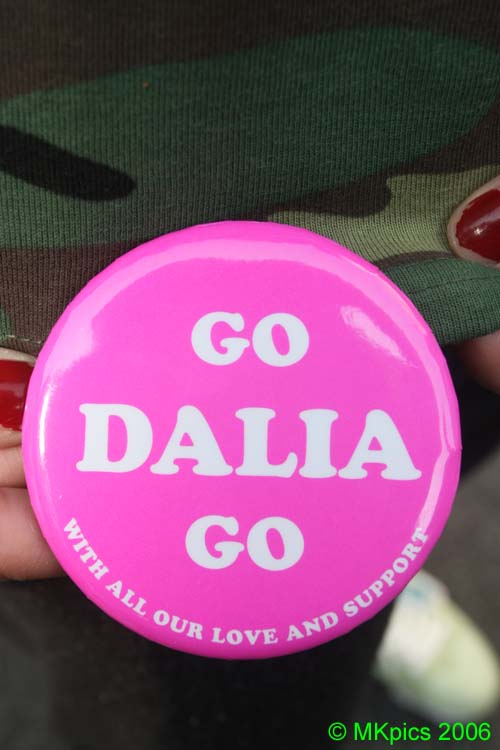 GO
DALIA
GO
WITH ALL OUR LOVE AND SUPPORT
© MKpics 2006